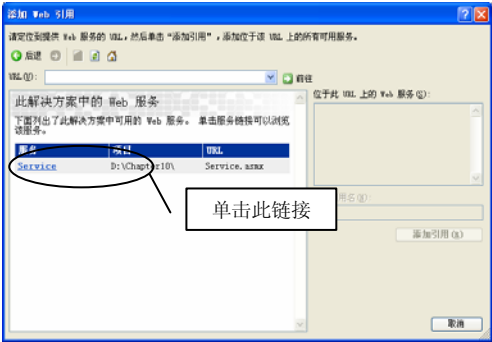 添加 Web 引用
请定位到提供 Web 服务的 URL，然后单击“添加引用”，添加位于该 URL 上的所有可用服务。
后退
URL(U):
前往
此解决方案中的 Web 服务
下面列出了此解决方案中可用的 Web 服务。 单击服务链接可以浏览
该服务。
服务 项目 URL
Service D:\Chapter10\ Service.asmx
单击此链接
位于此 URL 上的 Web 服务(S):
用名(
添加引用(R)
取消